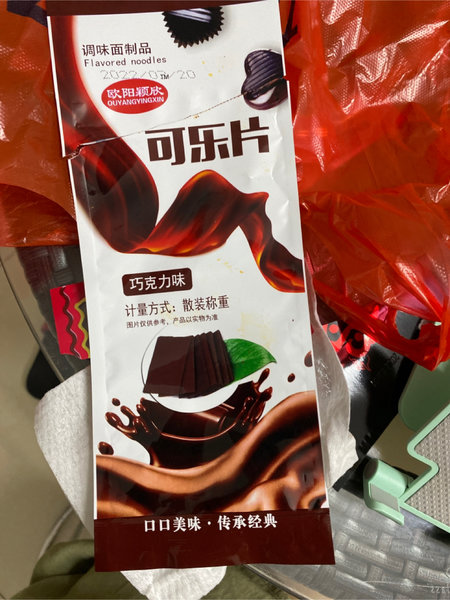 调味面制品
Flavored noodles
欧阳颖欣
OUYANGYINGXIN
TM
可乐片
巧克力味
计量方式：散装称重
图片仅供参考，产品以实物为准
口口美味·传承经典